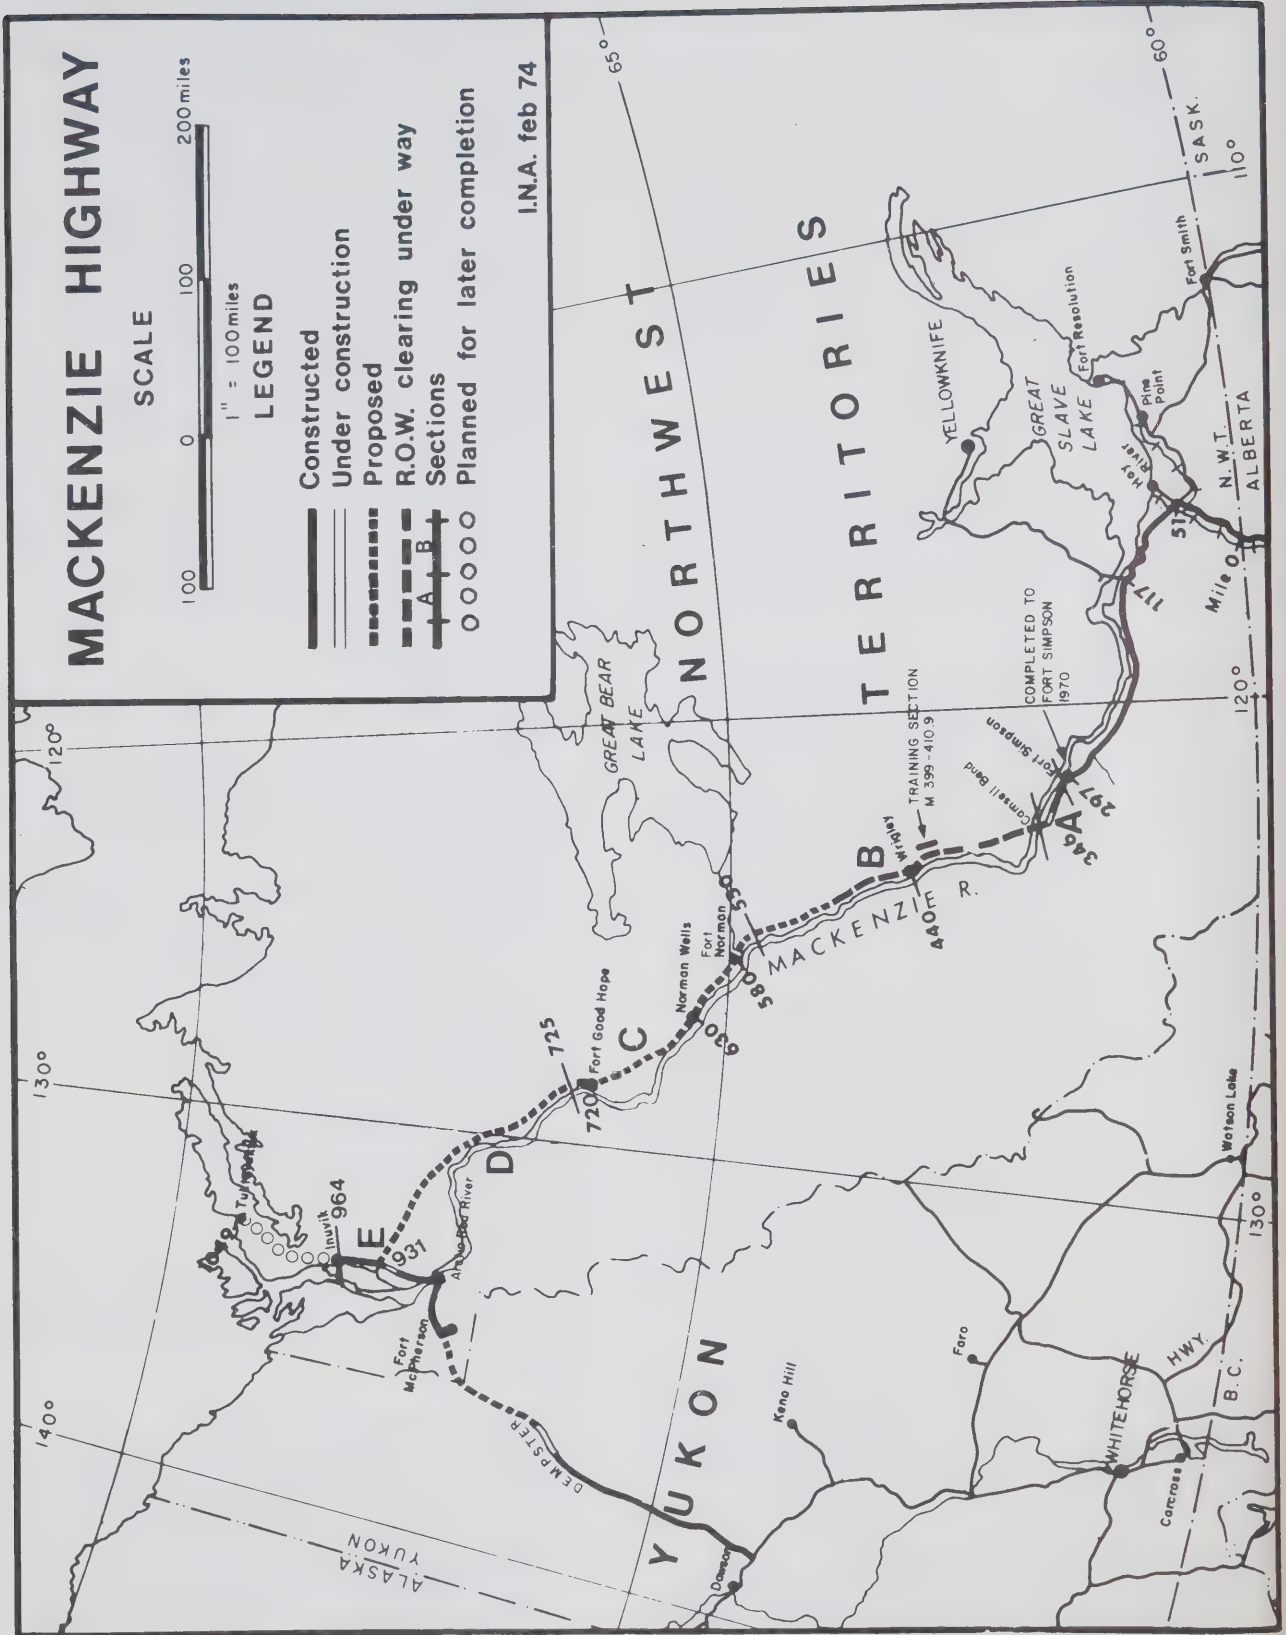 MACKENZIE HIGHWAY
SCALE
100 0 100 200 miles
1" = 100 miles
LEGEND
Constructed
Under construction
Proposed
R.O.W. clearing under way
A B Sections
Planned for later completion
I.N.A. feb 74
140°
130°
120°
65°
60°
110°
120°
130°
ALASKA
YUKON
YUKON
NORTHWEST
TERRITORIES
GREAT BEAR
LAKE
GREAT
SLAVE
LAKE
MACKENZIE R.
Inuvik
964
E
931
Arctic Red River
Fort
McPherson
DEMPSTER
D
725
720
Fort Good Hope
C
Norman Wells
630
Fort
Norman
580
550
B
Wrigley
440
TRAINING SECTION
M 399-410.9
Camsell Bend
346
A
Fort Simpson
297
COMPLETED TO
FORT SIMPSON
1970
117
51
Mile 0
YELLOWKNIFE
Hay
River
Pine
Point
Fort Resolution
Fort Smith
N.W.T.
ALBERTA
SASK.
Dawson
Keno Hill
Faro
WHITEHORSE
Carcross
HWY.
B.C.
Watson Lake